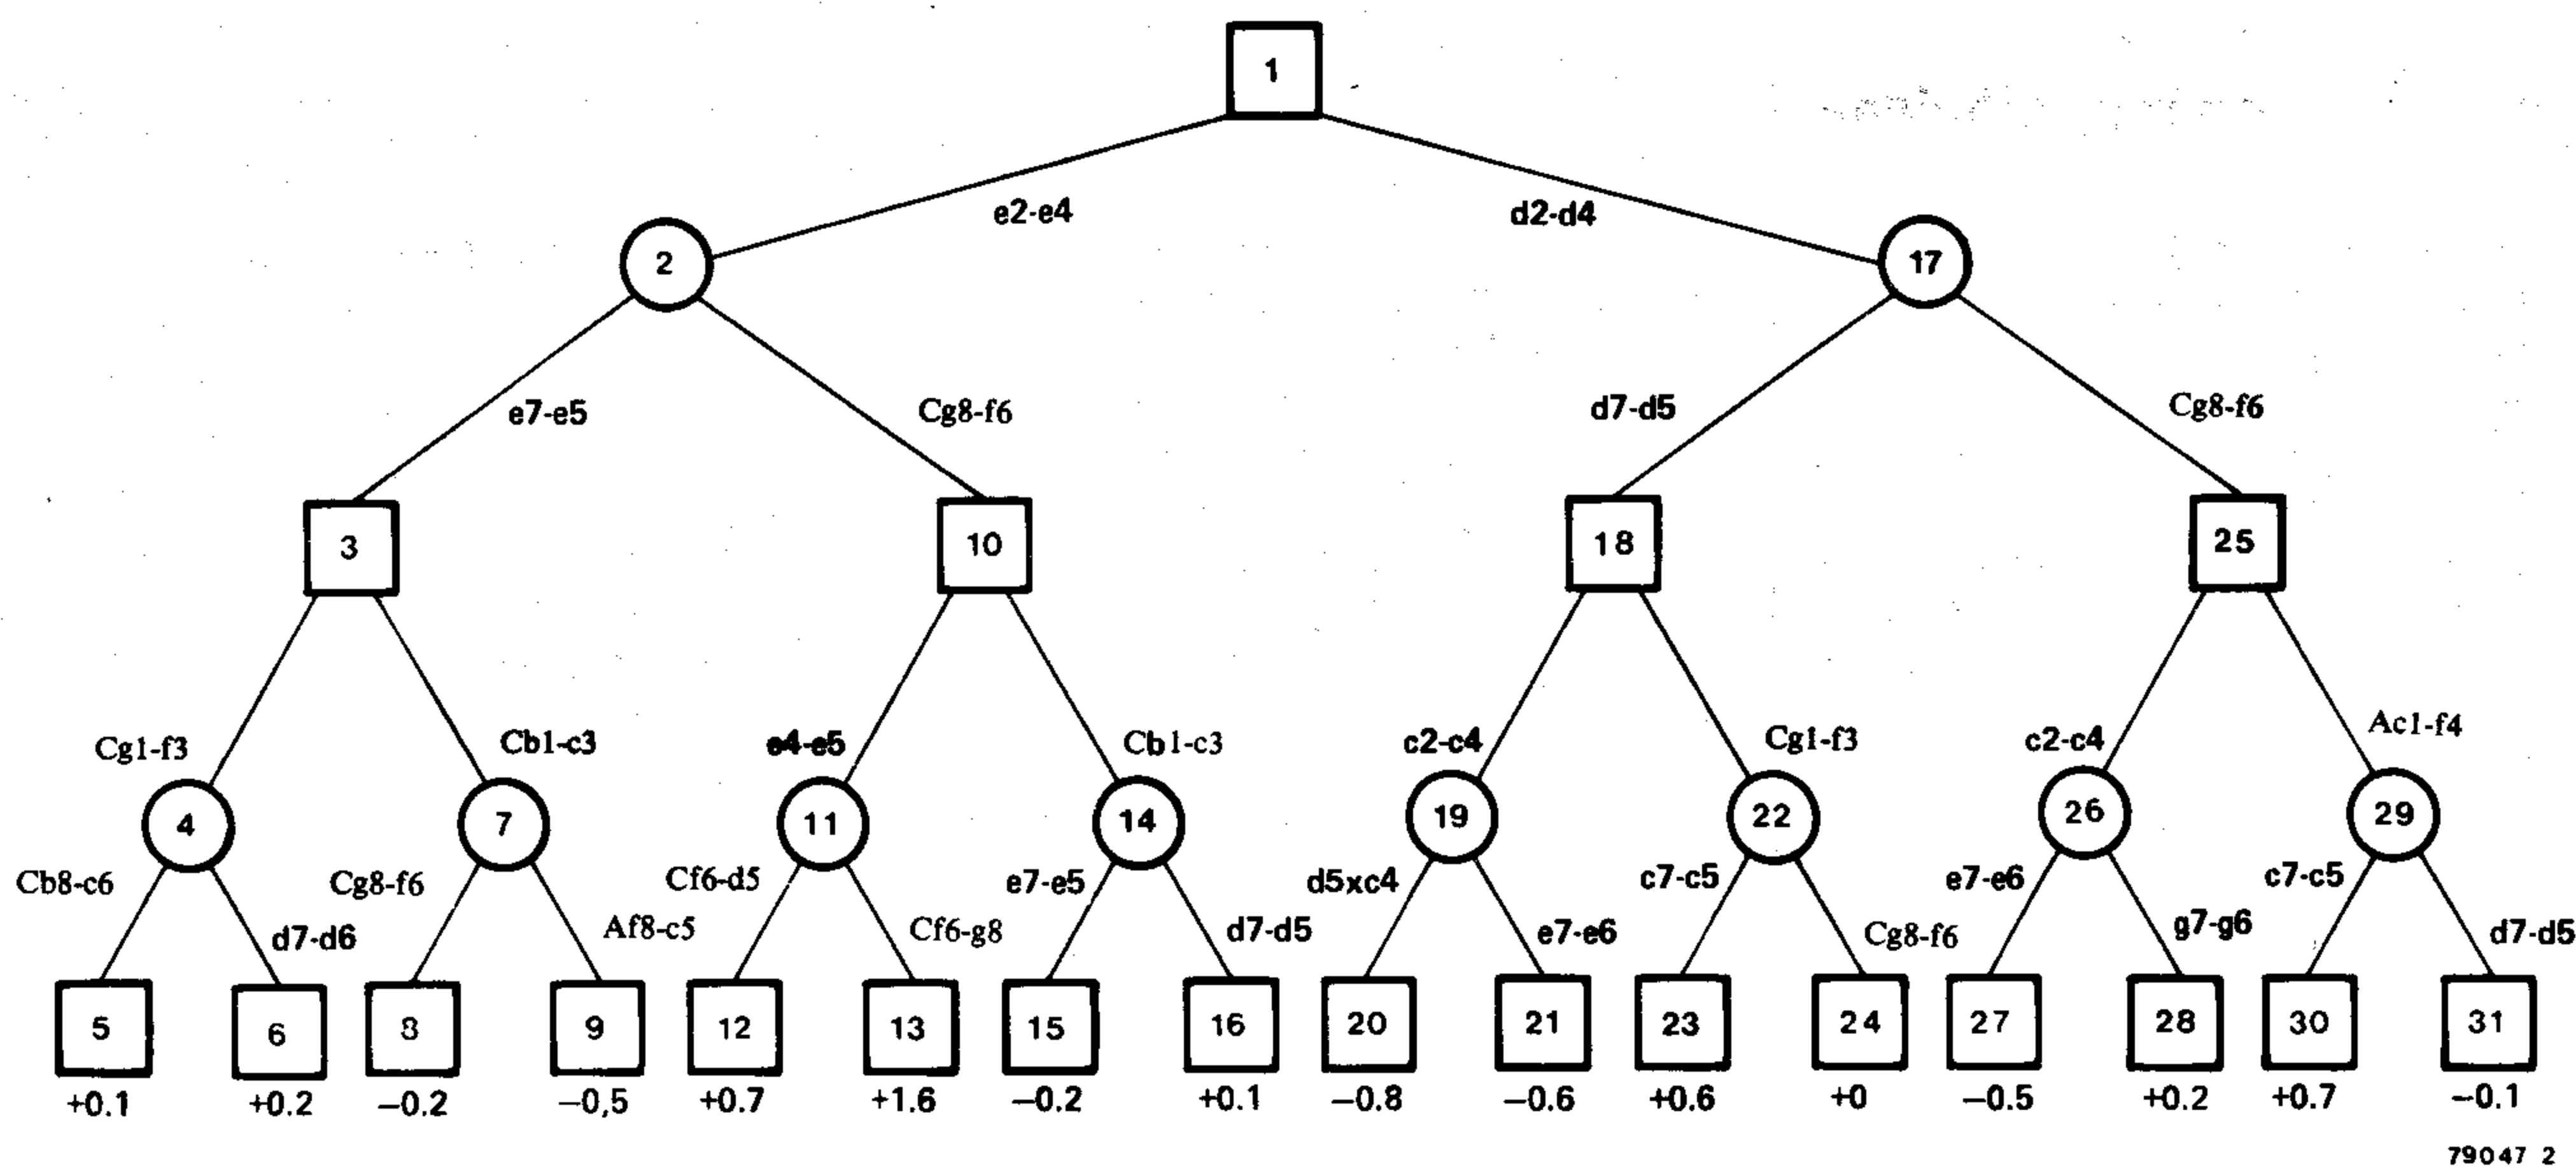 1
e2-e4 d2-d4
2 17
e7-e5 Cg8-f6 d7-d5 Cg8-f6
3 10 18 25
Cg1-f3 Cb1-c3 e4-e5 Cb1-c3 c2-c4 Cg1-f3 c2-c4 Ac1-f4
4 7 11 14 19 22 26 29
Cb8-c6 Cg8-f6 Cf6-d5 e7-e5 d5xc4 c7-c5 e7-e6 c7-c5
d7-d6 Af8-c5 Cf6-g8 d7-d5 e7-e6 Cg8-f6 g7-g6 d7-d5
5 6 8 9 12 13 15 16 20 21 23 24 27 28 30 31
+0.1 +0.2 −0.2 −0,5 +0.7 +1.6 −0.2 +0.1 −0.8 −0.6 +0.6 +0 −0.5 +0.2 +0.7 −0.1
79047 2